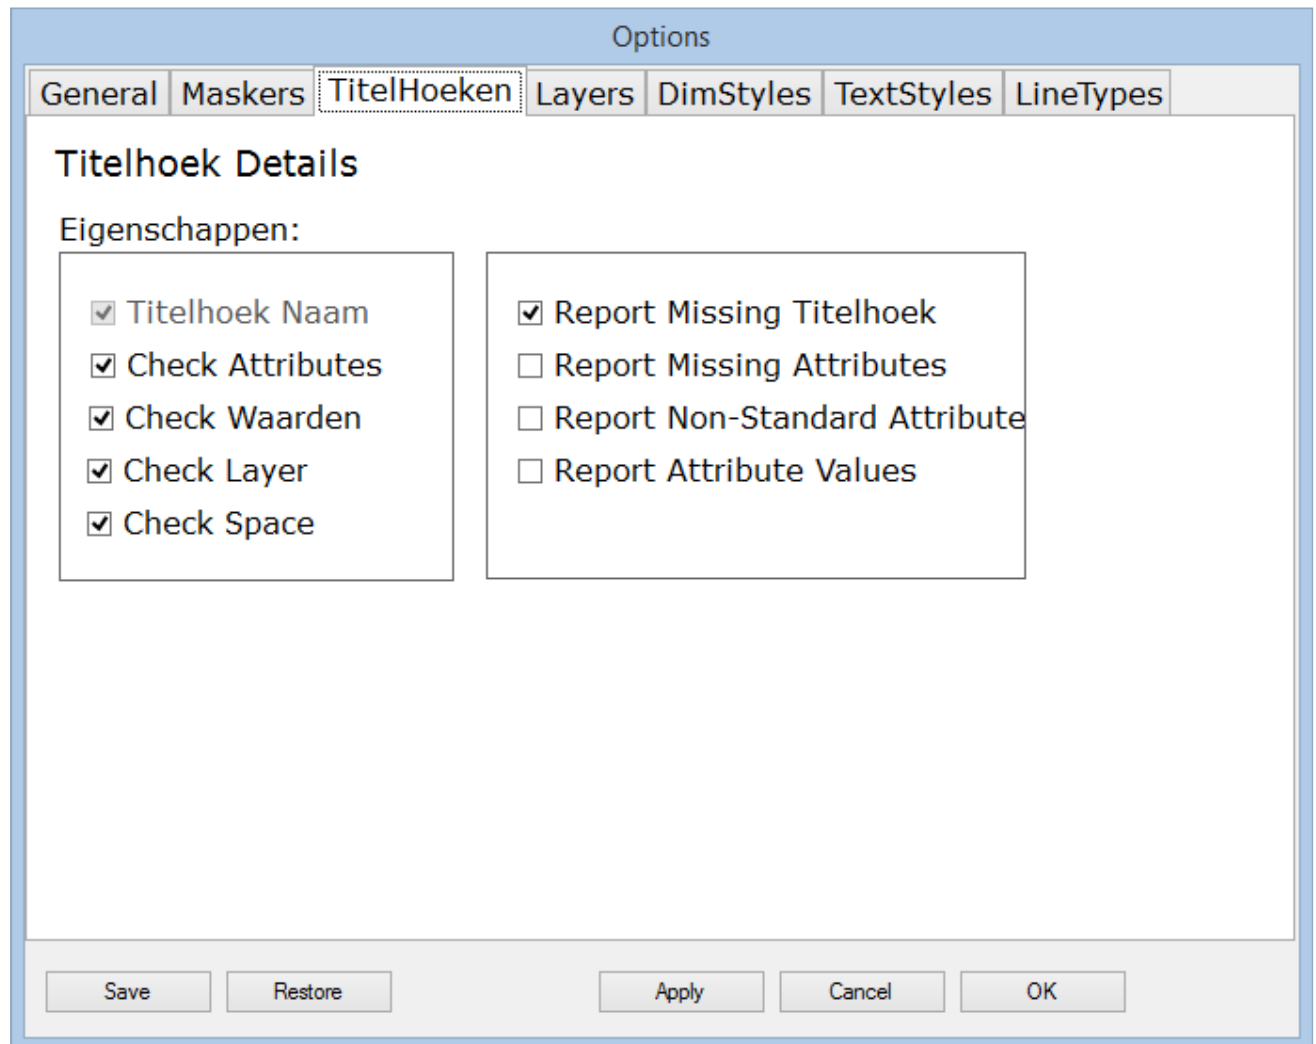 Options
General Maskers TitelHoeken Layers DimStyles TextStyles LineTypes
Titelhoek Details
Eigenschappen:
Titelhoek Naam
Check Attributes
Check Waarden
Check Layer
Check Space
Report Missing Titelhoek
Report Missing Attributes
Report Non-Standard Attribute
Report Attribute Values
Save Restore Apply Cancel OK